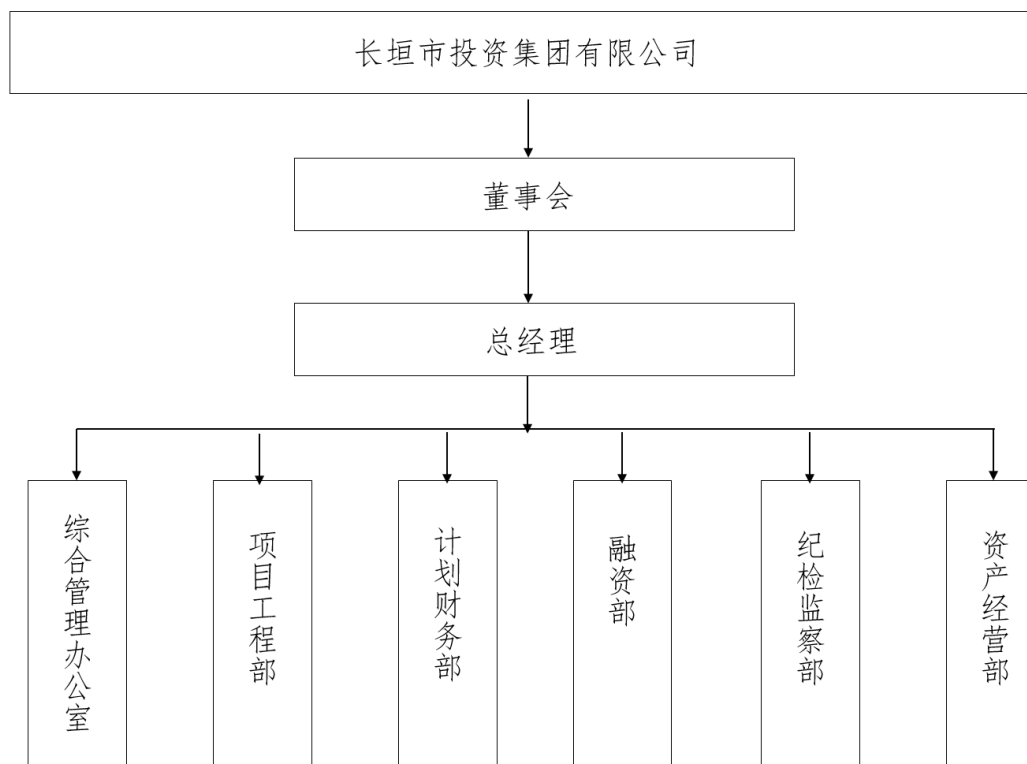 长垣市投资集团有限公司
董事会
总经理
综合管理办公室
项目工程部
计划财务部
融资部
纪检监察部
资产经营部